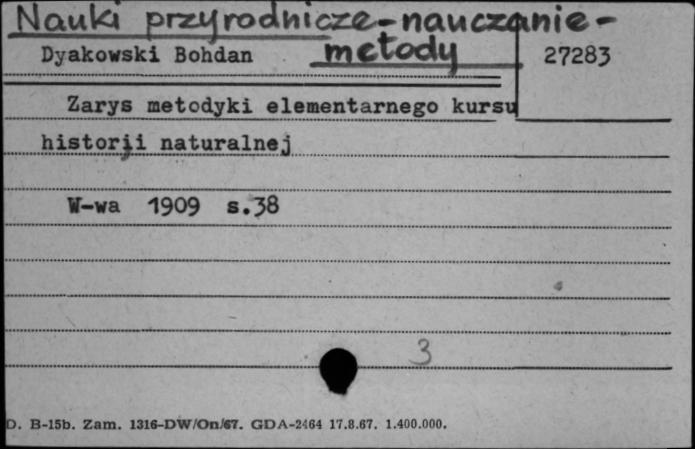 Nauki przyrodnicze-nauczanie-
metody
Dyakowski Bohdan
27283
Zarys metodyki elementarnego kursu
historji naturalnej
W-wa 1909 s.38
3
D. B-15b. Zam. 1316-DW/On/67. GDA-2464 17.8.67. 1.400.000.